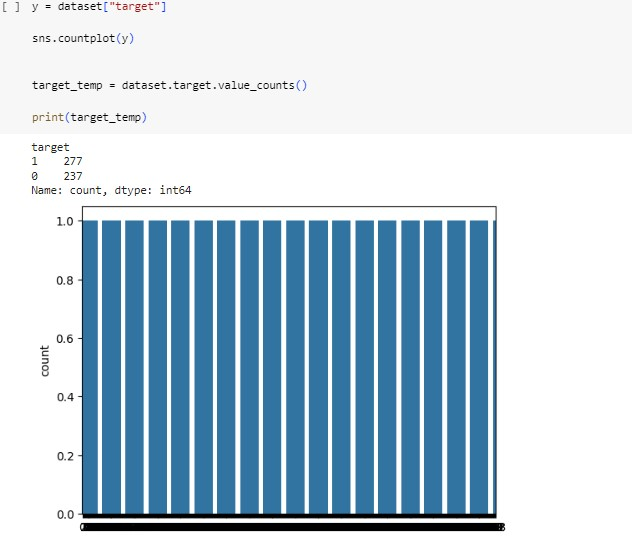 [ ] y = dataset["target"]
sns.countplot(y)
target_temp = dataset.target.value_counts()
print(target_temp)
target
1    277
0    237
Name: count, dtype: int64
1.0
0.8
0.6
count
0.4
0.2
0.0